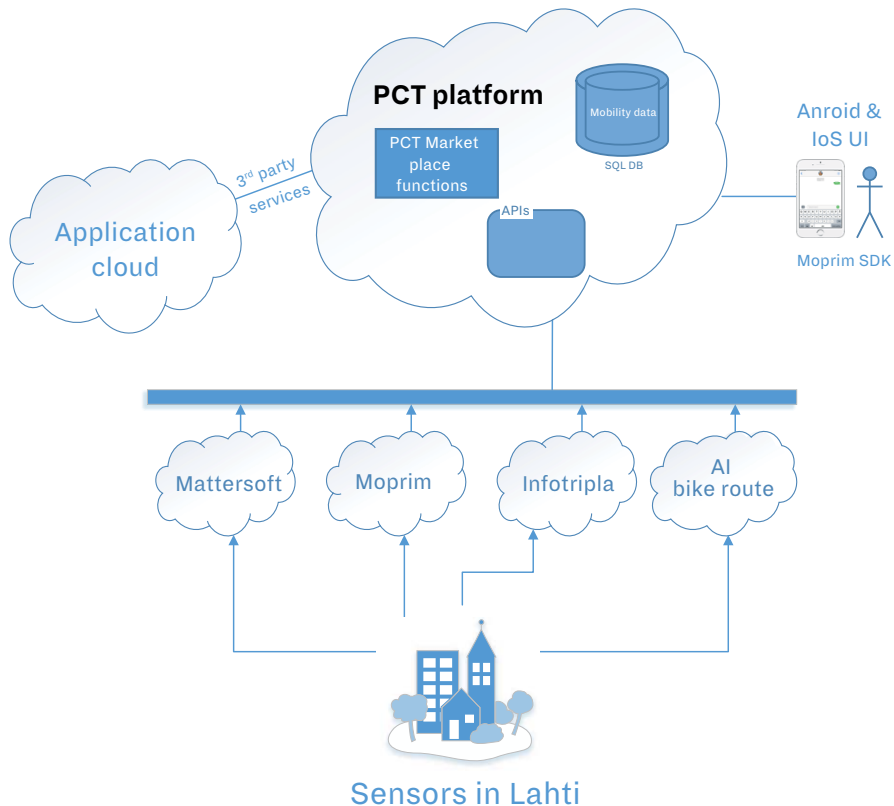 PCT platform
Mobility data
SQL DB
PCT Market
place
functions
APIs
Anroid &
IoS UI
Moprim SDK
3rd party
services
Application
cloud
Mattersoft
Moprim
Infotripla
AI
bike route
Sensors in Lahti